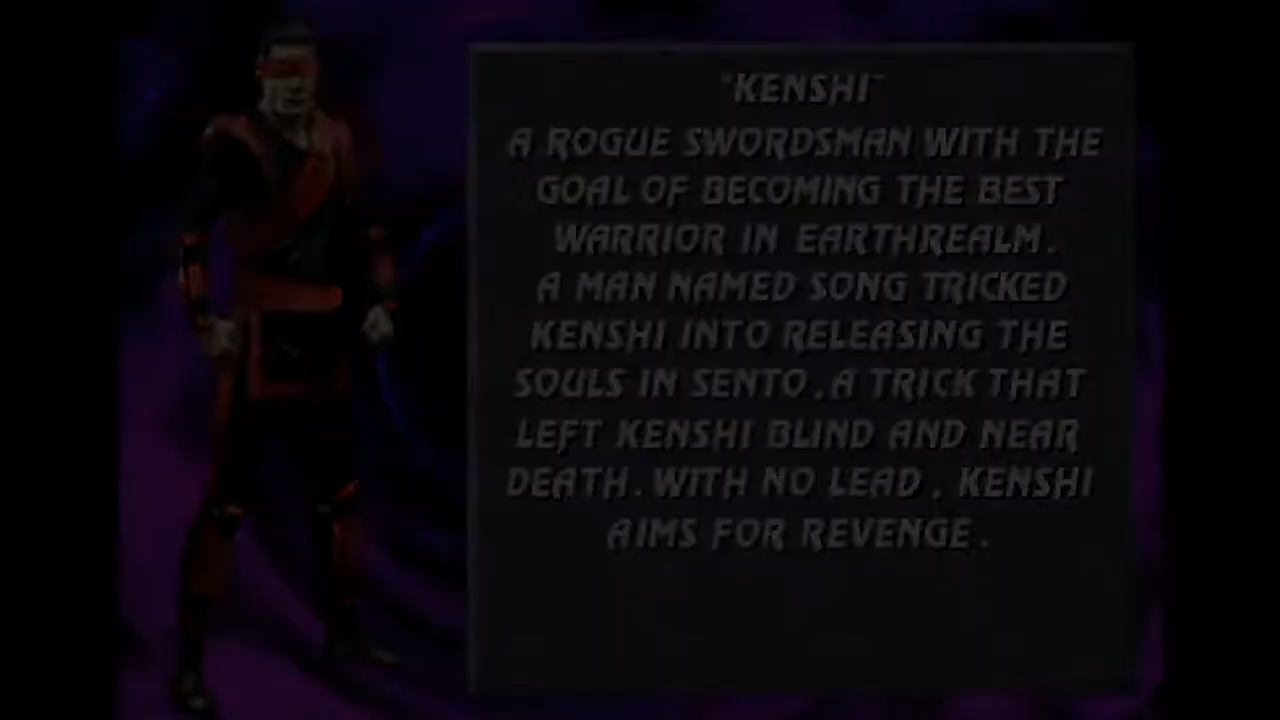 "KENSHI"
A ROGUE SWORDSMAN WITH THE
GOAL OF BECOMING THE BEST
WARRIOR IN EARTHREALM.
A MAN NAMED SONG TRICKED
KENSHI INTO RELEASING THE
SOULS IN SENTO, A TRICK THAT
LEFT KENSHI BLIND AND NEAR
DEATH. WITH NO LEAD, KENSHI
AIMS FOR REVENGE.